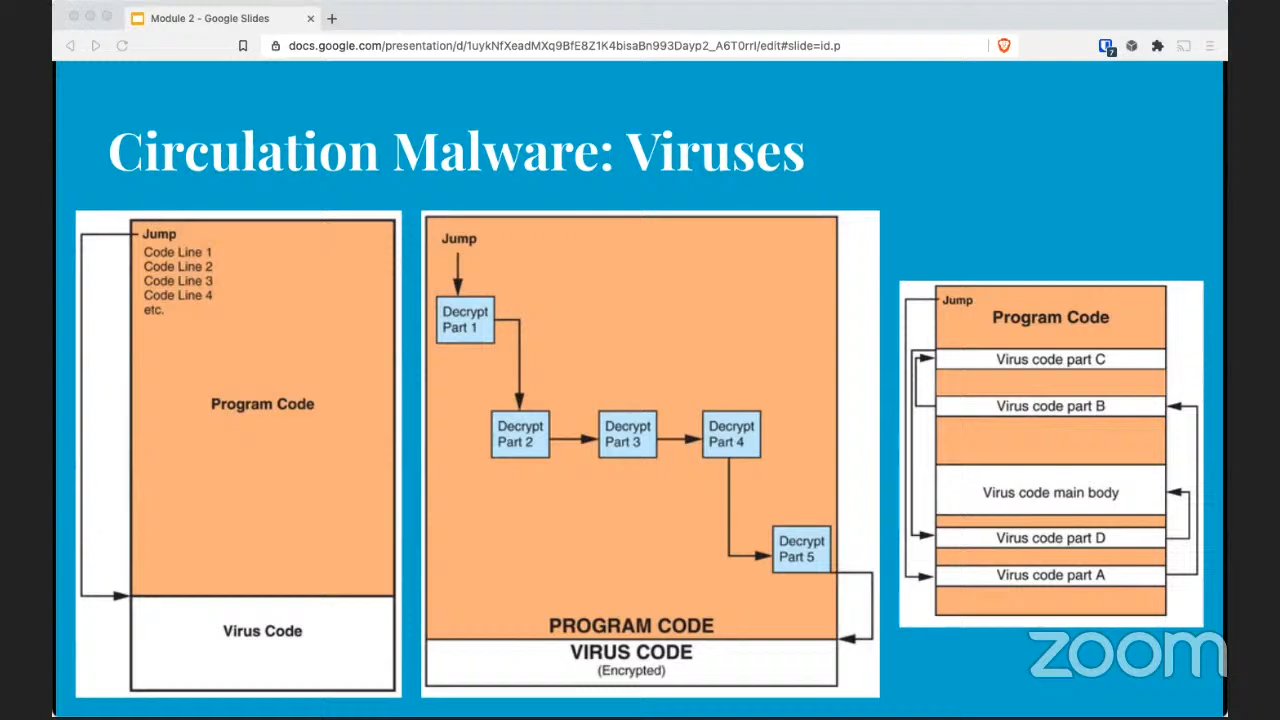 Module 2 - Google Slides
docs.google.com/presentation/d/1uykNfXeadMXq9BfE8Z1K4bisaBn993Dayp2_A6T0rrI/edit#slide=id.p
7
Circulation Malware: Viruses
Jump
Code Line 1
Code Line 2
Code Line 3
Code Line 4
etc.
Program Code
Virus Code
Jump
Decrypt
Part 1
Decrypt
Part 2
Decrypt
Part 3
Decrypt
Part 4
Decrypt
Part 5
PROGRAM CODE
VIRUS CODE
(Encrypted)
Jump
Program Code
Virus code part C
Virus code part B
Virus code main body
Virus code part D
Virus code part A
zoom